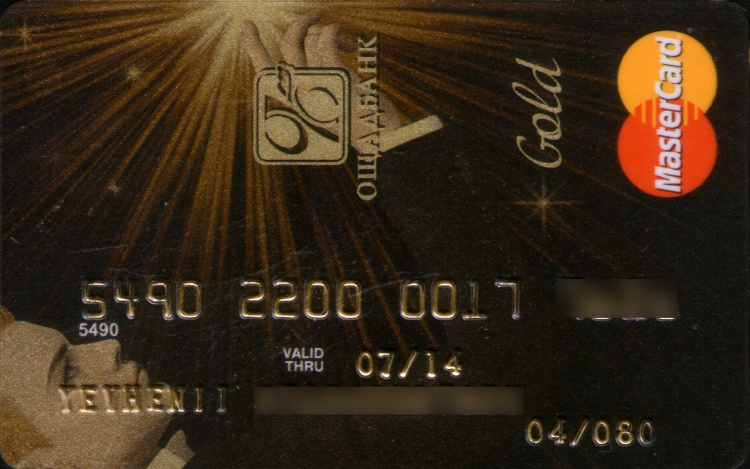 ОЩАДБАНК
Gold
MasterCard
5490 2200 0017
5490
VALID THRU 07/14
YEVHENII
04/080